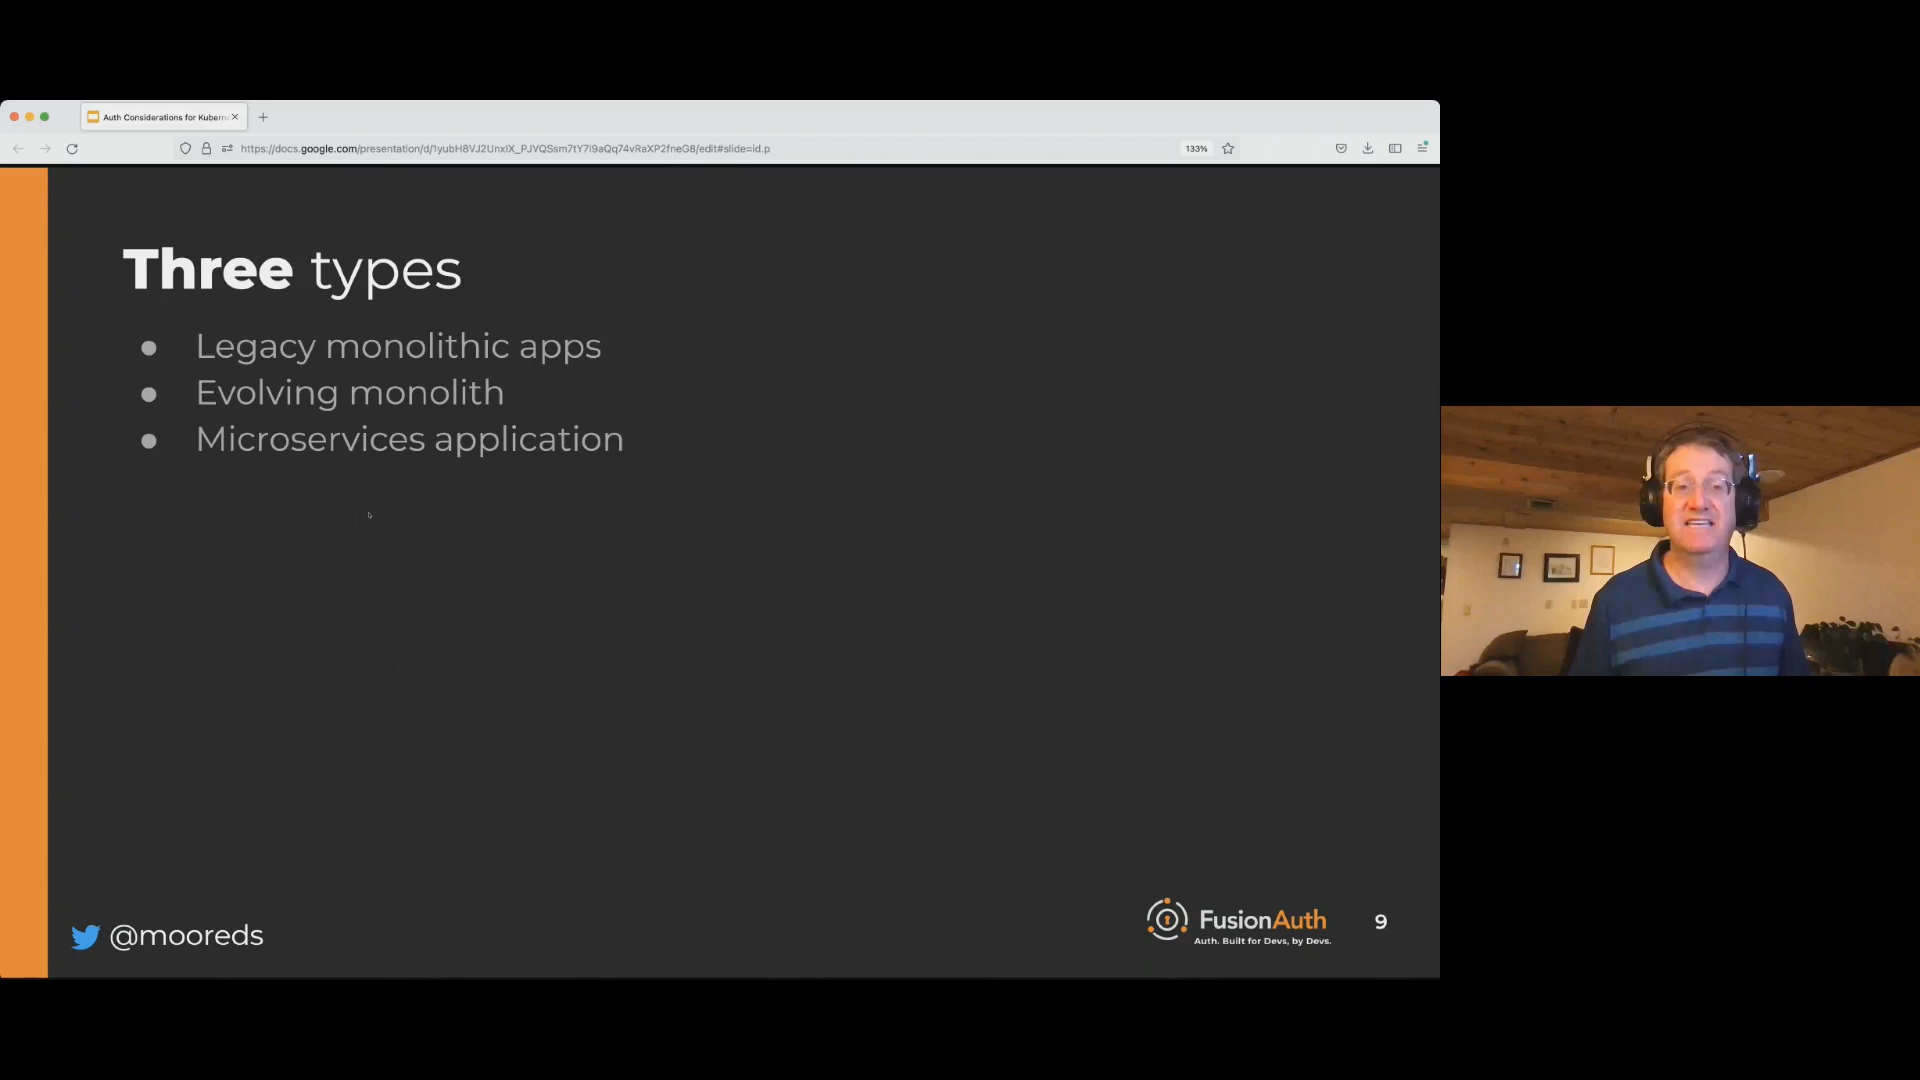 Auth Considerations for Kubern
https://docs.google.com/presentation/d/1yubH8VJ2UnxIX_PJVQSsm7tY7I9aQq74vRaXP2fneG8/edit#slide=id.p
133%
Three types
● Legacy monolithic apps
● Evolving monolith
● Microservices application
@mooreds
FusionAuth
Auth. Built for Devs, by Devs.
9